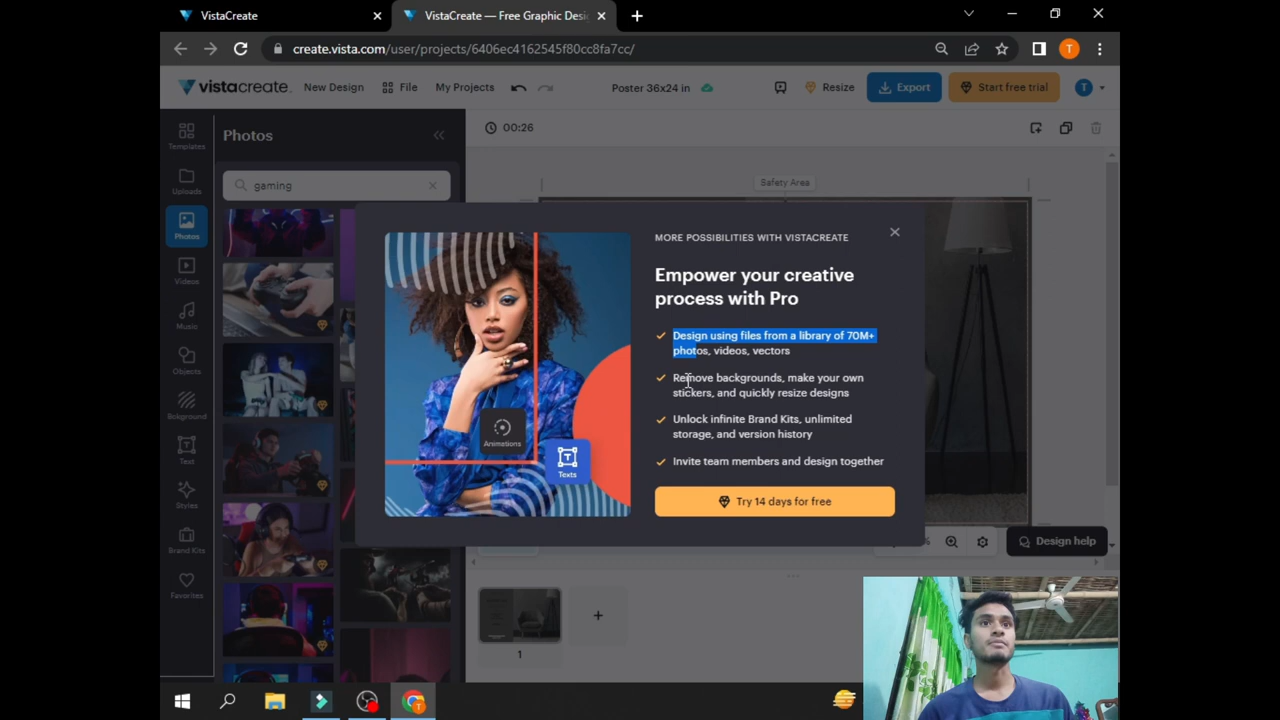 VistaCreate
VistaCreate — Free Graphic Desi
create.vista.com/user/projects/6406ec4162545f80cc8fa7cc/
T
vistacreate
New Design
File
My Projects
Poster 36x24 in
Resize
Export
Start free trial
T
Templates
Uploads
Photos
Videos
Music
Objects
Background
Text
Styles
Brand Kits
Favorites
Photos
gaming
00:26
Safety Area
Animations
T
Texts
MORE POSSIBILITIES WITH VISTACREATE
Empower your creative
process with Pro
Design using files from a library of 70M+
photos, videos, vectors
Remove backgrounds, make your own
stickers, and quickly resize designs
Unlock infinite Brand Kits, unlimited
storage, and version history
Invite team members and design together
Try 14 days for free
%
Design help
1
T